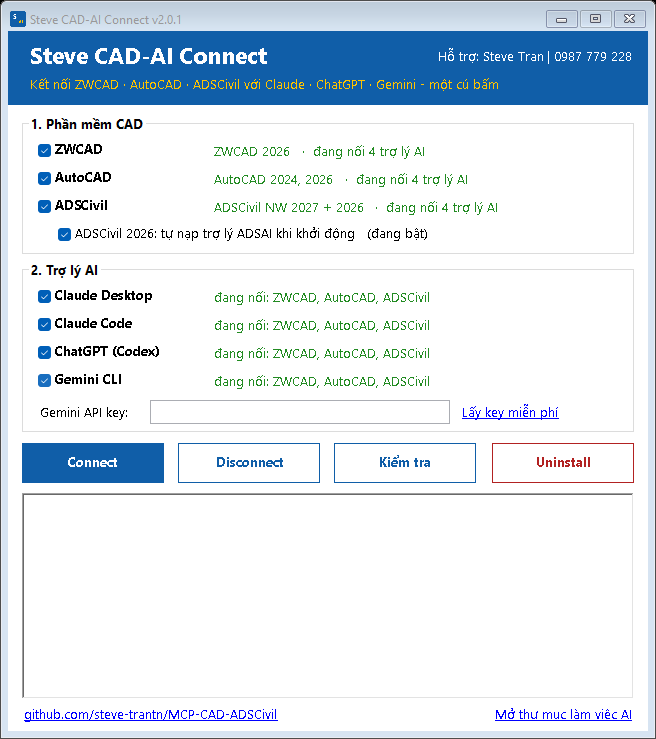 Steve CAD-AI Connect v2.0.1
Steve CAD-AI Connect
Hỗ trợ: Steve Tran | 0987 779 228
Kết nối ZWCAD · AutoCAD · ADSCivil với Claude · ChatGPT · Gemini - một cú bấm
1. Phần mềm CAD
ZWCAD ZWCAD 2026 · đang nối 4 trợ lý AI
AutoCAD AutoCAD 2024, 2026 · đang nối 4 trợ lý AI
ADSCivil ADSCivil NW 2027 + 2026 · đang nối 4 trợ lý AI
ADSCivil 2026: tự nạp trợ lý ADSAI khi khởi động (đang bật)
2. Trợ lý AI
Claude Desktop đang nối: ZWCAD, AutoCAD, ADSCivil
Claude Code đang nối: ZWCAD, AutoCAD, ADSCivil
ChatGPT (Codex) đang nối: ZWCAD, AutoCAD, ADSCivil
Gemini CLI đang nối: ZWCAD, AutoCAD, ADSCivil
Gemini API key: Lấy key miễn phí
Connect Disconnect Kiểm tra Uninstall
github.com/steve-trantn/MCP-CAD-ADSCivil Mở thư mục làm việc AI